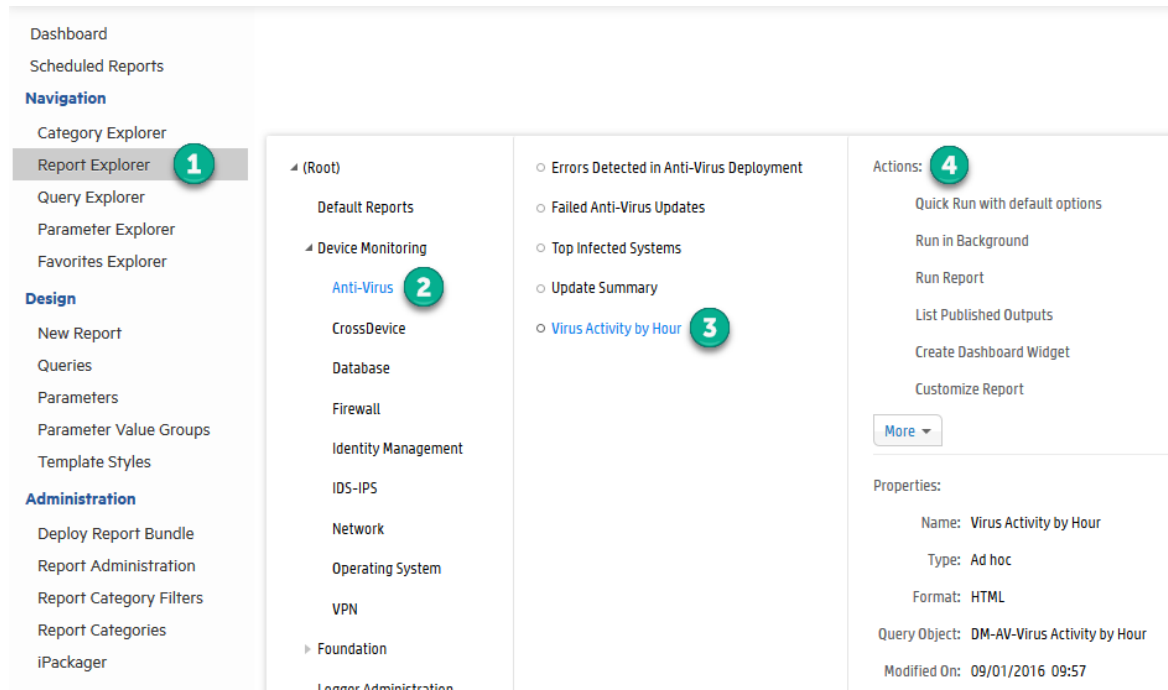 Dashboard
Scheduled Reports
Navigation
Category Explorer
Report Explorer 1
Query Explorer
Parameter Explorer
Favorites Explorer
Design
New Report
Queries
Parameters
Parameter Value Groups
Template Styles
Administration
Deploy Report Bundle
Report Administration
Report Category Filters
Report Categories
iPackager
(Root)
Default Reports
Device Monitoring
Anti-Virus 2
CrossDevice
Database
Firewall
Identity Management
IDS-IPS
Network
Operating System
VPN
Foundation
Logger Administration
Errors Detected in Anti-Virus Deployment
Failed Anti-Virus Updates
Top Infected Systems
Update Summary
Virus Activity by Hour 3
Actions: 4
Quick Run with default options
Run in Background
Run Report
List Published Outputs
Create Dashboard Widget
Customize Report
More
Properties:
Name: Virus Activity by Hour
Type: Ad hoc
Format: HTML
Query Object: DM-AV-Virus Activity by Hour
Modified On: 09/01/2016 09:57